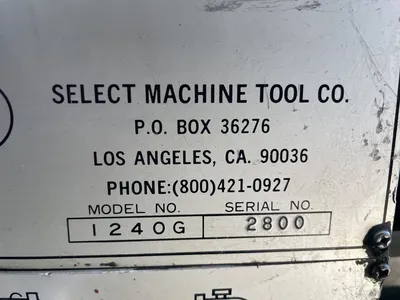 SELECT MACHINE TOOL CO.
P.O. BOX 36276
LOS ANGELES, CA. 90036
PHONE:(800)421-0927
MODEL NO. SERIAL NO.
1240G 2800